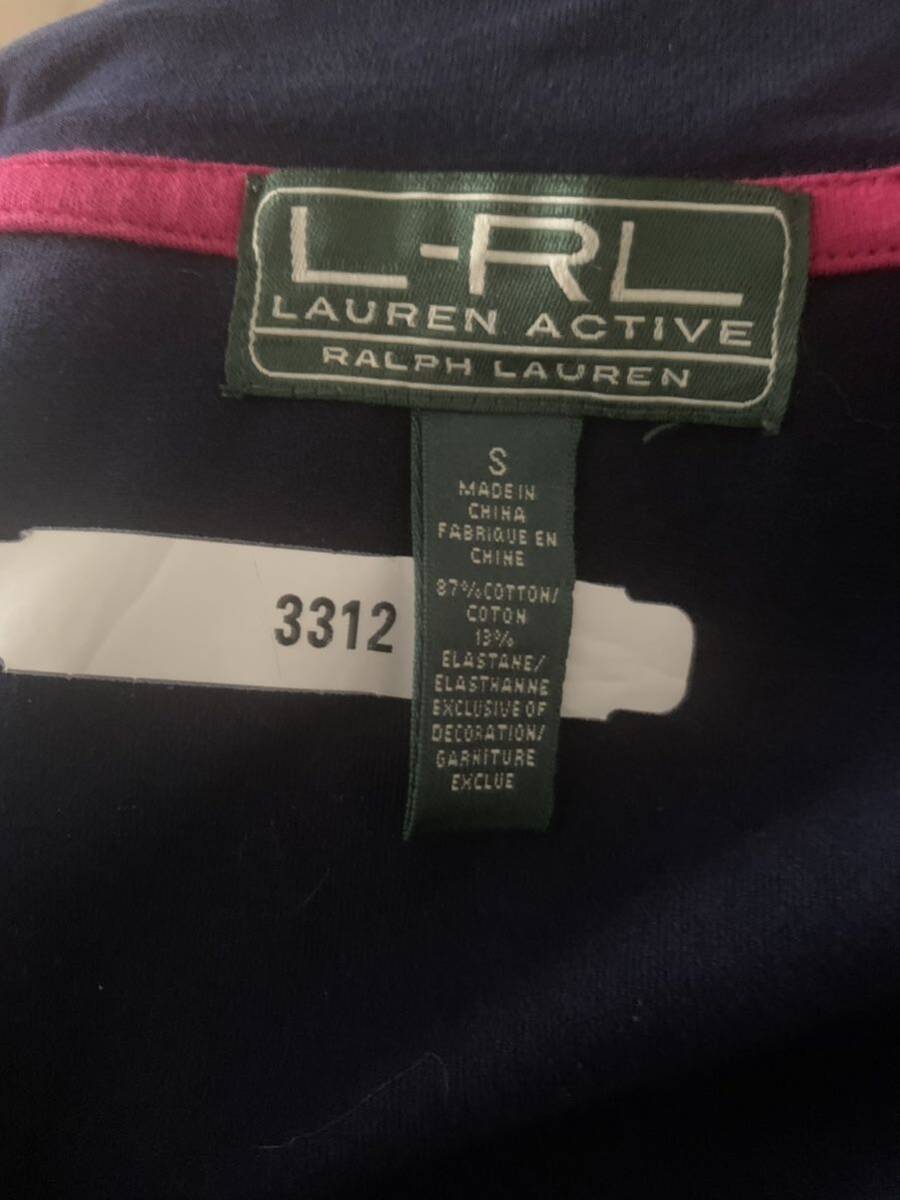 L-RL
LAUREN ACTIVE
RALPH LAUREN
S
MADE IN
CHINA
FABRIQUE EN
CHINE
87% COTTON/
COTON
13%
ELASTANE/
ELASTHANNE
EXCLUSIVE OF
DECORATION/
GARNITURE
EXCLUE
3312